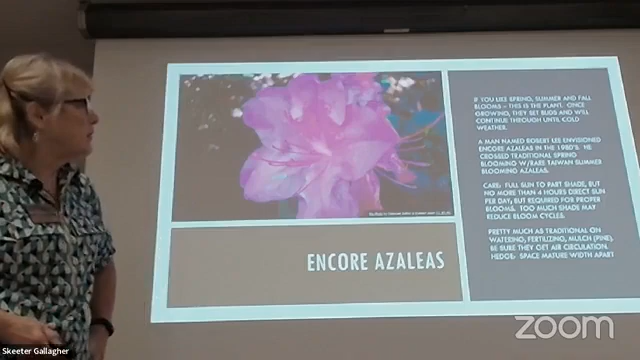 IF YOU LIKE SPRING, SUMMER AND FALL
BLOOMS – THIS IS THE PLANT. ONCE
GROWING, THEY SET BUDS AND WILL
CONTINUE THROUGH UNTIL COLD
WEATHER.
A MAN NAMED ROBERT LEE ENVISIONED
ENCORE AZALEAS IN THE 1980'S. HE
CROSSED TRADITIONAL SPRING
BLOOMING W/RARE TAIWAN SUMMER
BLOOMING AZALEAS.
CARE: FULL SUN TO PART SHADE, BUT
NO MORE THAN 4 HOURS DIRECT SUN
PER DAY, BUT REQUIRED FOR PROPER
BLOOMS. TOO MUCH SHADE MAY
REDUCE BLOOM CYCLES.
PRETTY MUCH AS TRADITIONAL ON
WATERING, FERTILIZING, MULCH (PINE).
BE SURE THEY GET AIR CIRCULATION.
HEDGE: SPACE MATURE WIDTH APART
ENCORE AZALEAS
zoom
Skeeter Gallagher